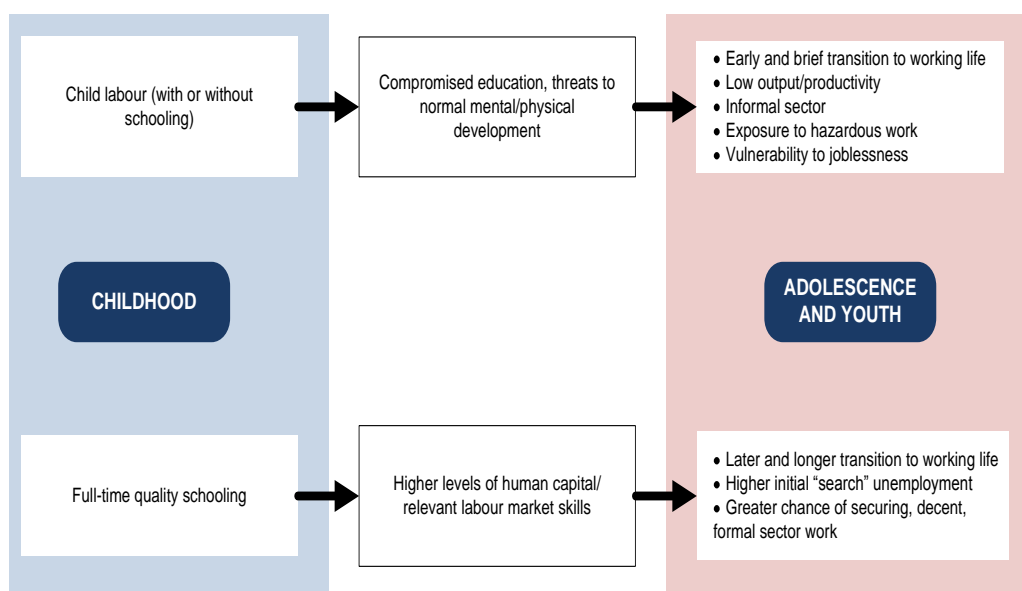 Child labour (with or without
schooling)
Compromised education, threats to
normal mental/physical
development
• Early and brief transition to working life
• Low output/productivity
• Informal sector
• Exposure to hazardous work
• Vulnerability to joblessness
CHILDHOOD
ADOLESCENCE
AND YOUTH
Full-time quality schooling
Higher levels of human capital/
relevant labour market skills
• Later and longer transition to working life
• Higher initial “search” unemployment
• Greater chance of securing, decent,
formal sector work